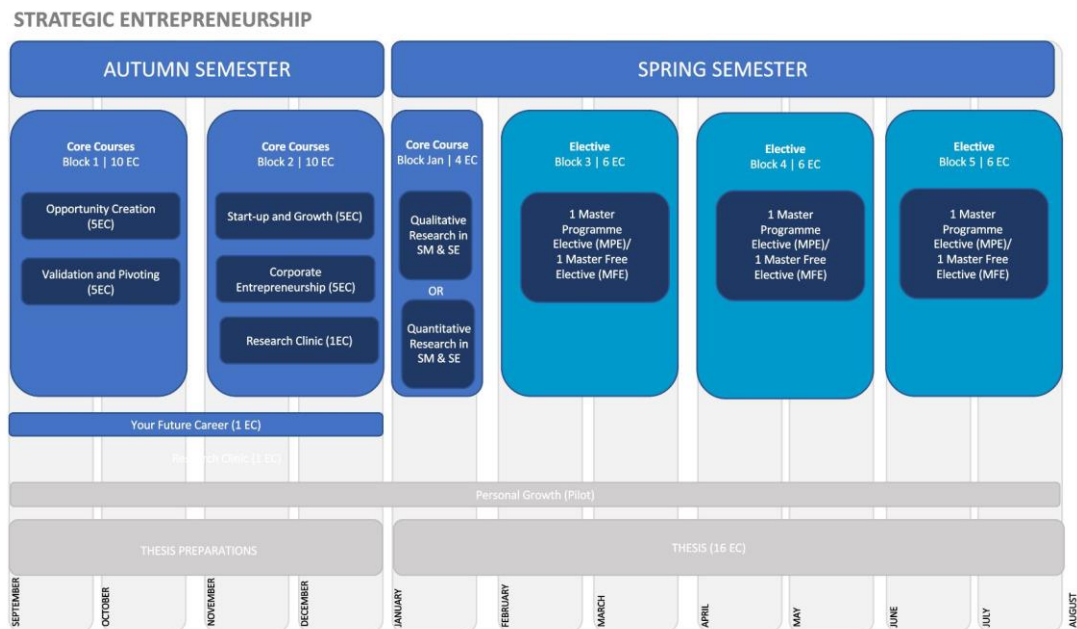 STRATEGIC ENTREPRENEURSHIP
AUTUMN SEMESTER
SPRING SEMESTER
Core Courses
Block 1 | 10 EC
Opportunity Creation
(5EC)
Validation and Pivoting
(5EC)
Core Courses
Block 2 | 10 EC
Start-up and Growth (5EC)
Corporate
Entrepreneurship (5EC)
Research Clinic (1EC)
Core Course
Block Jan | 4 EC
Qualitative
Research in
SM & SE
OR
Quantitative
Research in
SM & SE
Elective
Block 3 | 6 EC
1 Master
Programme
Elective (MPE)/
1 Master Free
Elective (MFE)
Elective
Block 4 | 6 EC
1 Master
Programme
Elective (MPE)/
1 Master Free
Elective (MFE)
Elective
Block 5 | 6 EC
1 Master
Programme
Elective (MPE)/
1 Master Free
Elective (MFE)
Your Future Career (1 EC)
Research Clinic (1 EC)
Personal Growth (Pilot)
THESIS PREPARATIONS
THESIS (16 EC)
SEPTEMBER
OCTOBER
NOVEMBER
DECEMBER
JANUARY
FEBRUARY
MARCH
APRIL
MAY
JUNE
JULY
AUGUST